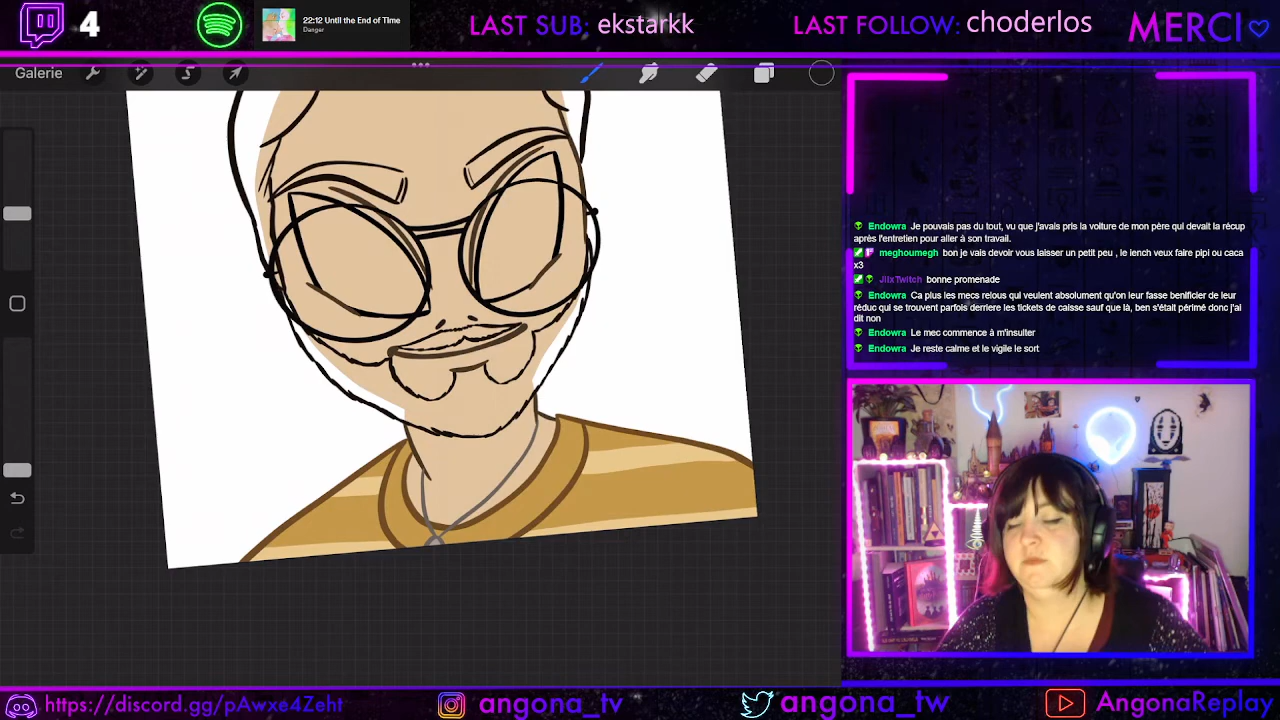 4
22:12 Until the End of Time
Danger
LAST SUB: ekstarkk
LAST FOLLOW: choderlos
MERCI
Galerie
Endowra Je pouvais pas du tout, vu que j'avais pris la voiture de mon père qui devait la récup
après l'entretien pour aller à son travail.
meghoumegh bon je vais devoir vous laisser un petit peu , le lench veux faire pipi ou caca
x3
JilxTwitch bonne promenade
Endowra Ca plus les mecs relous qui veulent absolument qu'on leur fasse benificier de leur
réduc qui se trouvent parfois derriere les tickets de caisse sauf que là, ben s'était périmé donc j'ai
dit non
Endowra Le mec commence à m'insulter
Endowra Je reste calme et le vigile le sort
https://discord.gg/pAwxe4Zeht
angona_tv
angona_tw
AngonaReplay